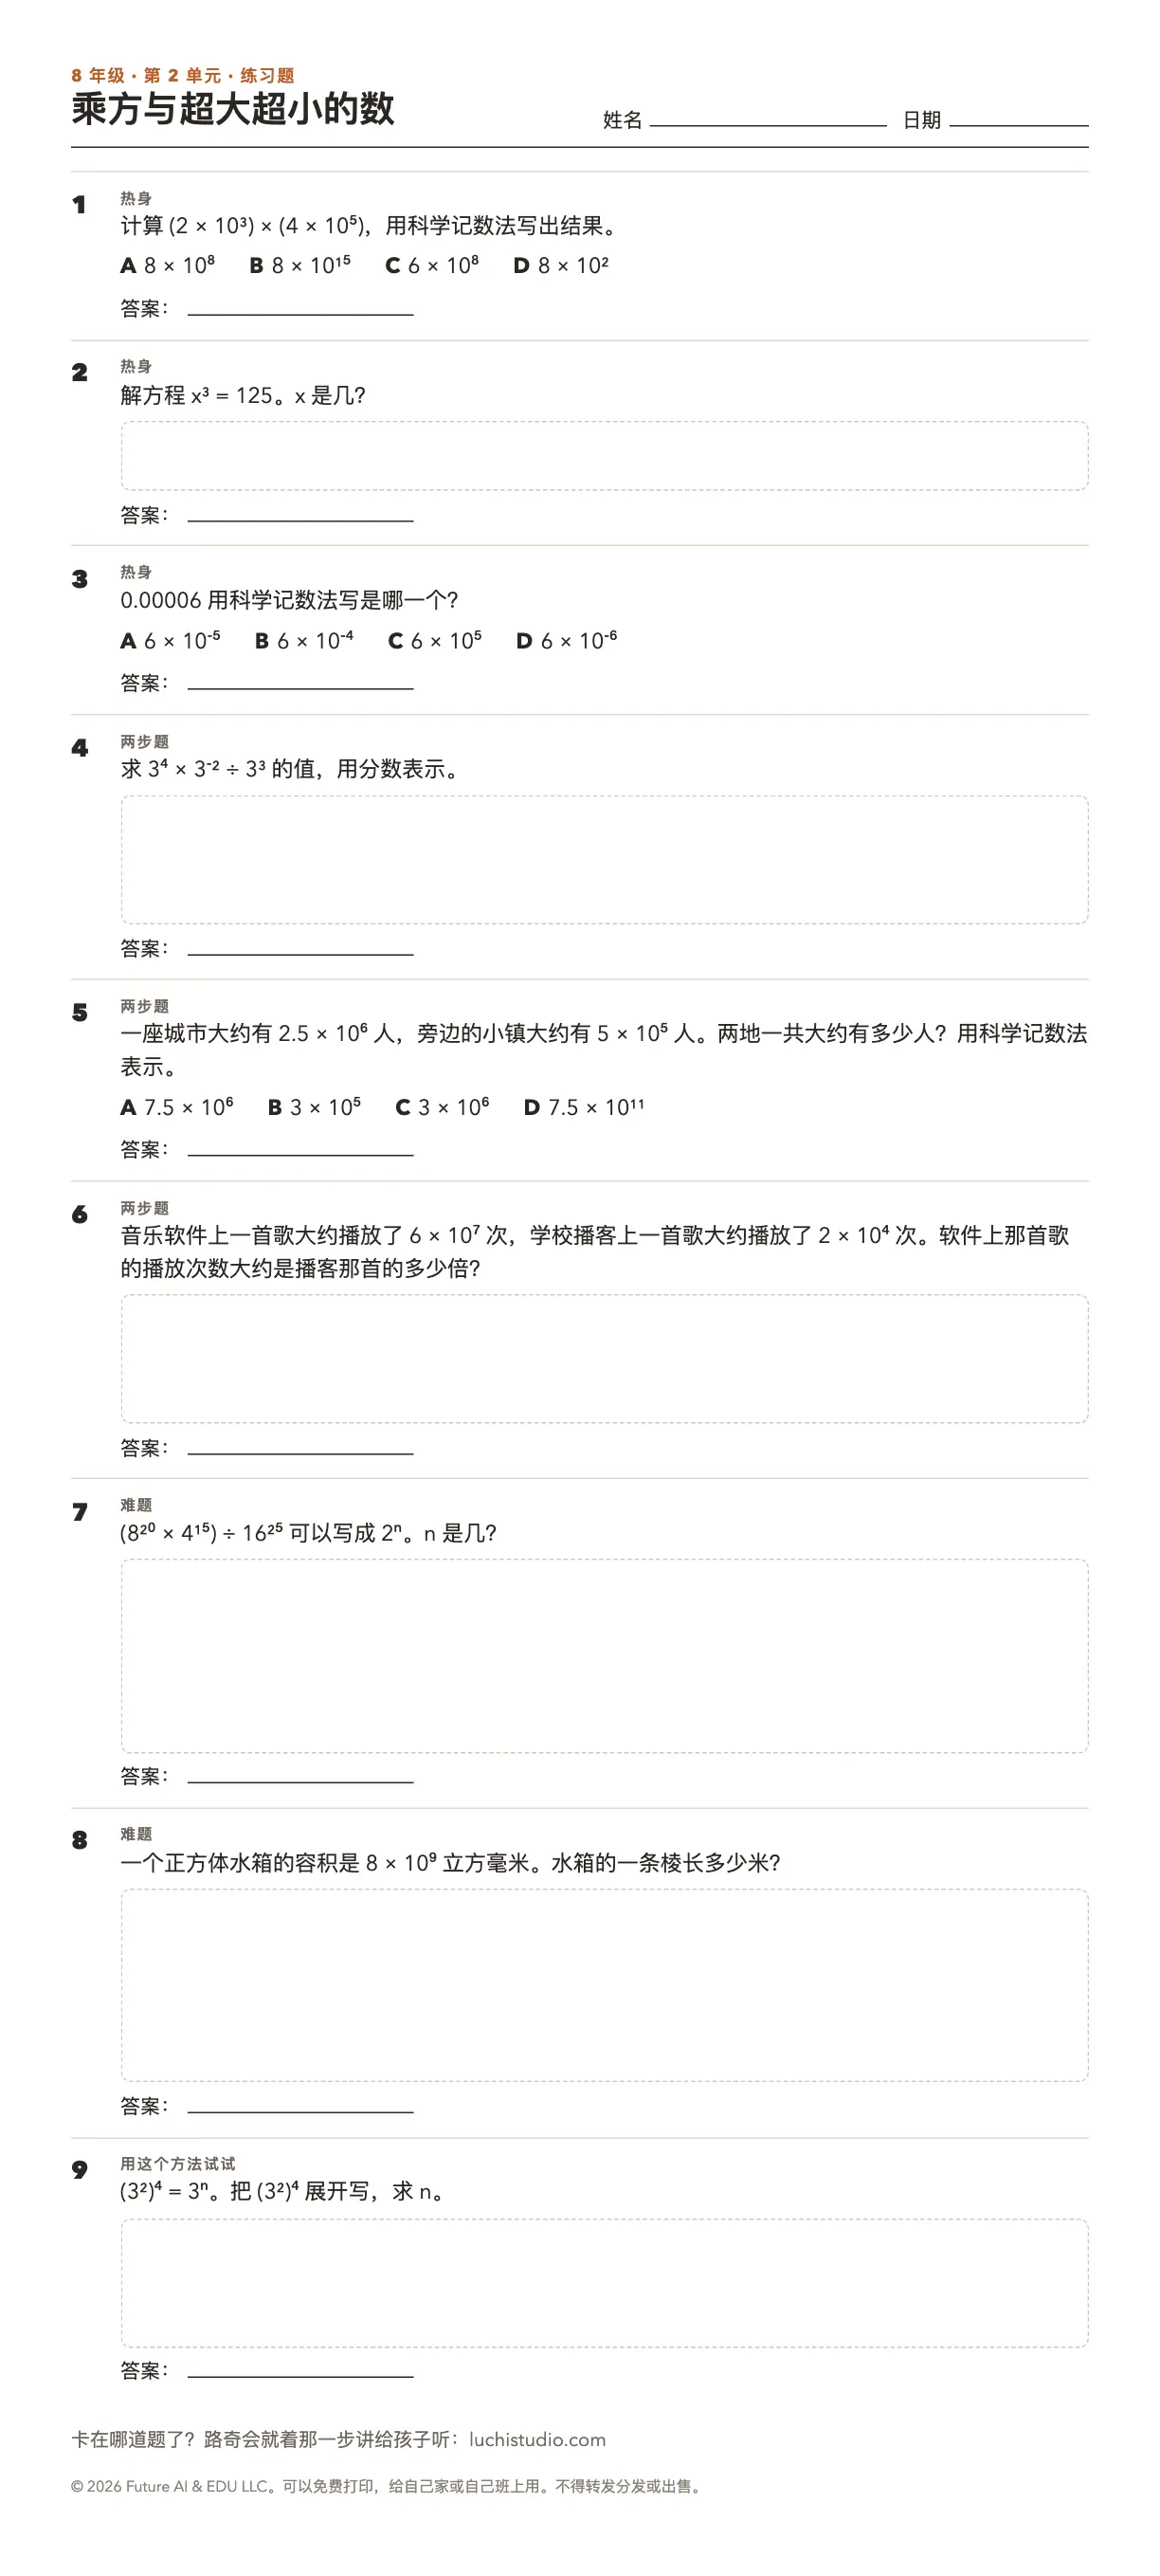 8 年级 · 第 2 单元 · 练习题
乘方与超大超小的数
姓名 日期
1 热身
计算 (2 × 10³) × (4 × 10⁵)，用科学记数法写出结果。
A 8 × 10⁸ B 8 × 10¹⁵ C 6 × 10⁸ D 8 × 10²
答案：
2 热身
解方程 x³ = 125。x 是几？
答案：
3 热身
0.00006 用科学记数法写是哪一个？
A 6 × 10⁻⁵ B 6 × 10⁻⁴ C 6 × 10⁵ D 6 × 10⁻⁶
答案：
4 两步题
求 3⁴ × 3⁻² ÷ 3³ 的值，用分数表示。
答案：
5 两步题
一座城市大约有 2.5 × 10⁶ 人，旁边的小镇大约有 5 × 10⁵ 人。两地一共大约有多少人？用科学记数法
表示。
A 7.5 × 10⁶ B 3 × 10⁵ C 3 × 10⁶ D 7.5 × 10¹¹
答案：
6 两步题
音乐软件上一首歌大约播放了 6 × 10⁷ 次，学校播客上一首歌大约播放了 2 × 10⁴ 次。软件上那首歌
的播放次数大约是播客那首的多少倍？
答案：
7 难题
(8²⁰ × 4¹⁵) ÷ 16²⁵ 可以写成 2ⁿ。n 是几？
答案：
8 难题
一个正方体水箱的容积是 8 × 10⁹ 立方毫米。水箱的一条棱长多少米？
答案：
9 用这个方法试试
(3²)⁴ = 3ⁿ。把 (3²)⁴ 展开写，求 n。
答案：
卡在哪道题了？路奇会就着那一步讲给孩子听：luchistudio.com
© 2026 Future AI & EDU LLC。可以免费打印，给自己家或自己班上用。不得转发分发或出售。